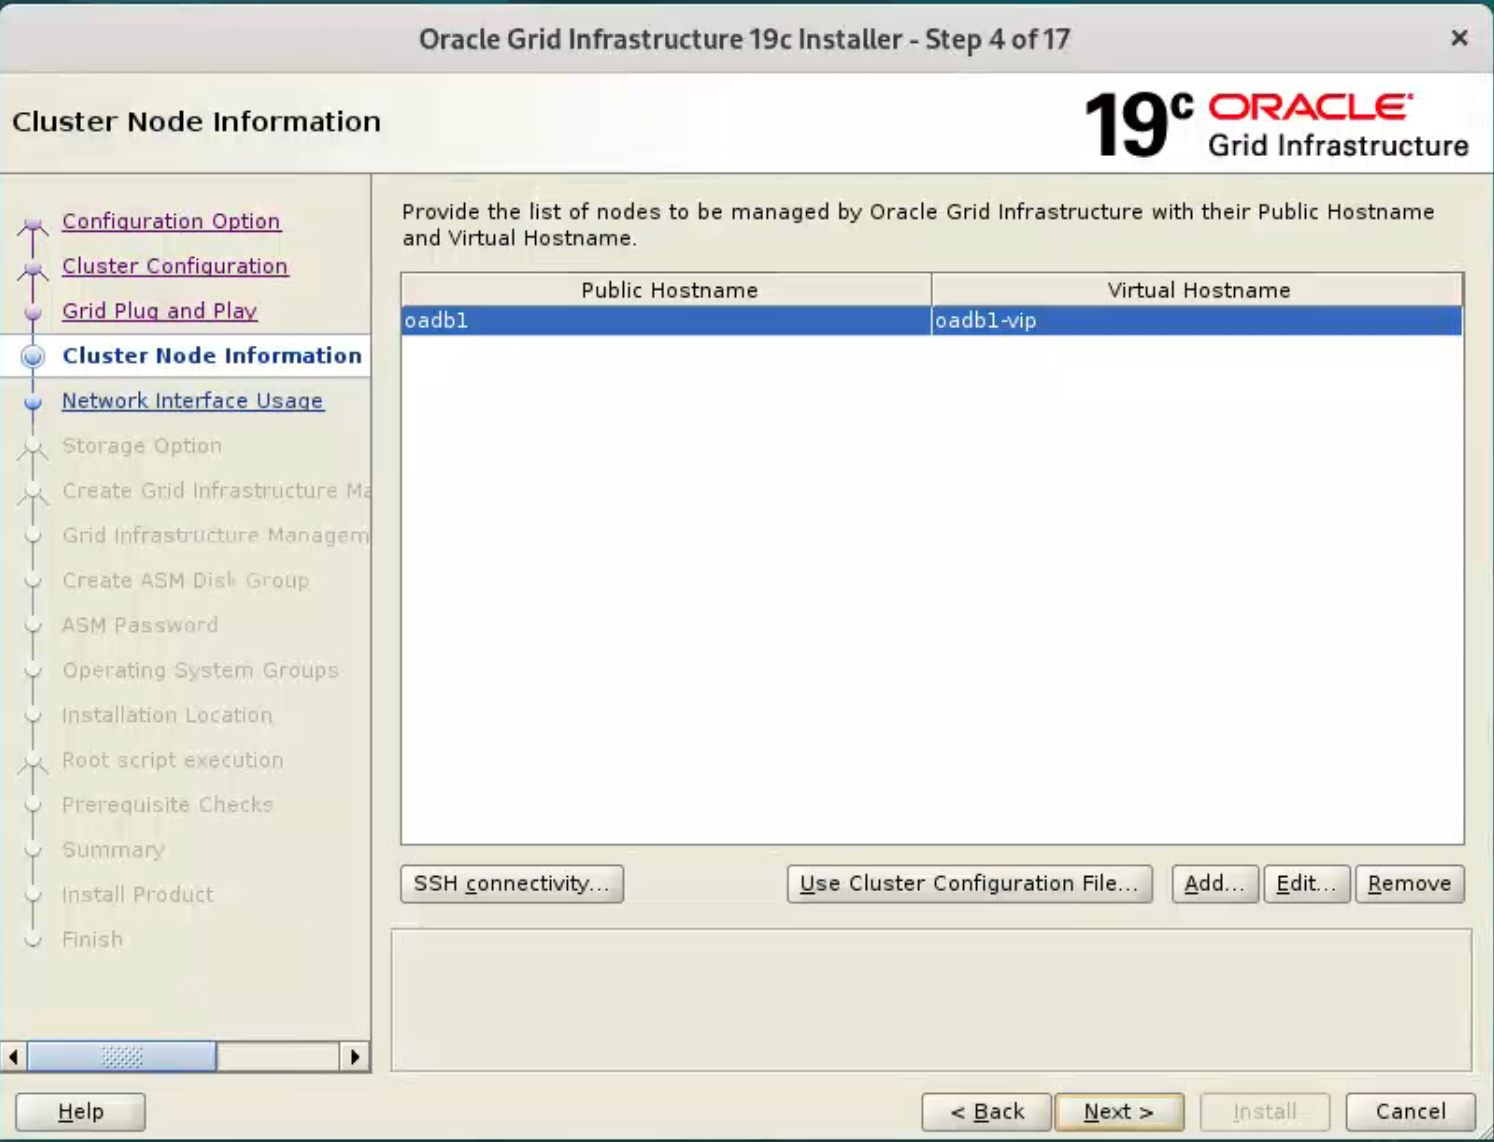 Oracle Grid Infrastructure 19c Installer - Step 4 of 17
×
Cluster Node Information
19c ORACLE
Grid Infrastructure
Configuration Option
Cluster Configuration
Grid Plug and Play
Cluster Node Information
Network Interface Usage
Storage Option
Create Grid Infrastructure Ma
Grid Infrastructure Managem
Create ASM Disk Group
ASM Password
Operating System Groups
Installation Location
Root script execution
Prerequisite Checks
Summary
Install Product
Finish
Provide the list of nodes to be managed by Oracle Grid Infrastructure with their Public Hostname
and Virtual Hostname.
Public Hostname Virtual Hostname
oadb1 oadb1-vip
SSH connectivity... Use Cluster Configuration File... Add... Edit... Remove
Help < Back Next > Install Cancel